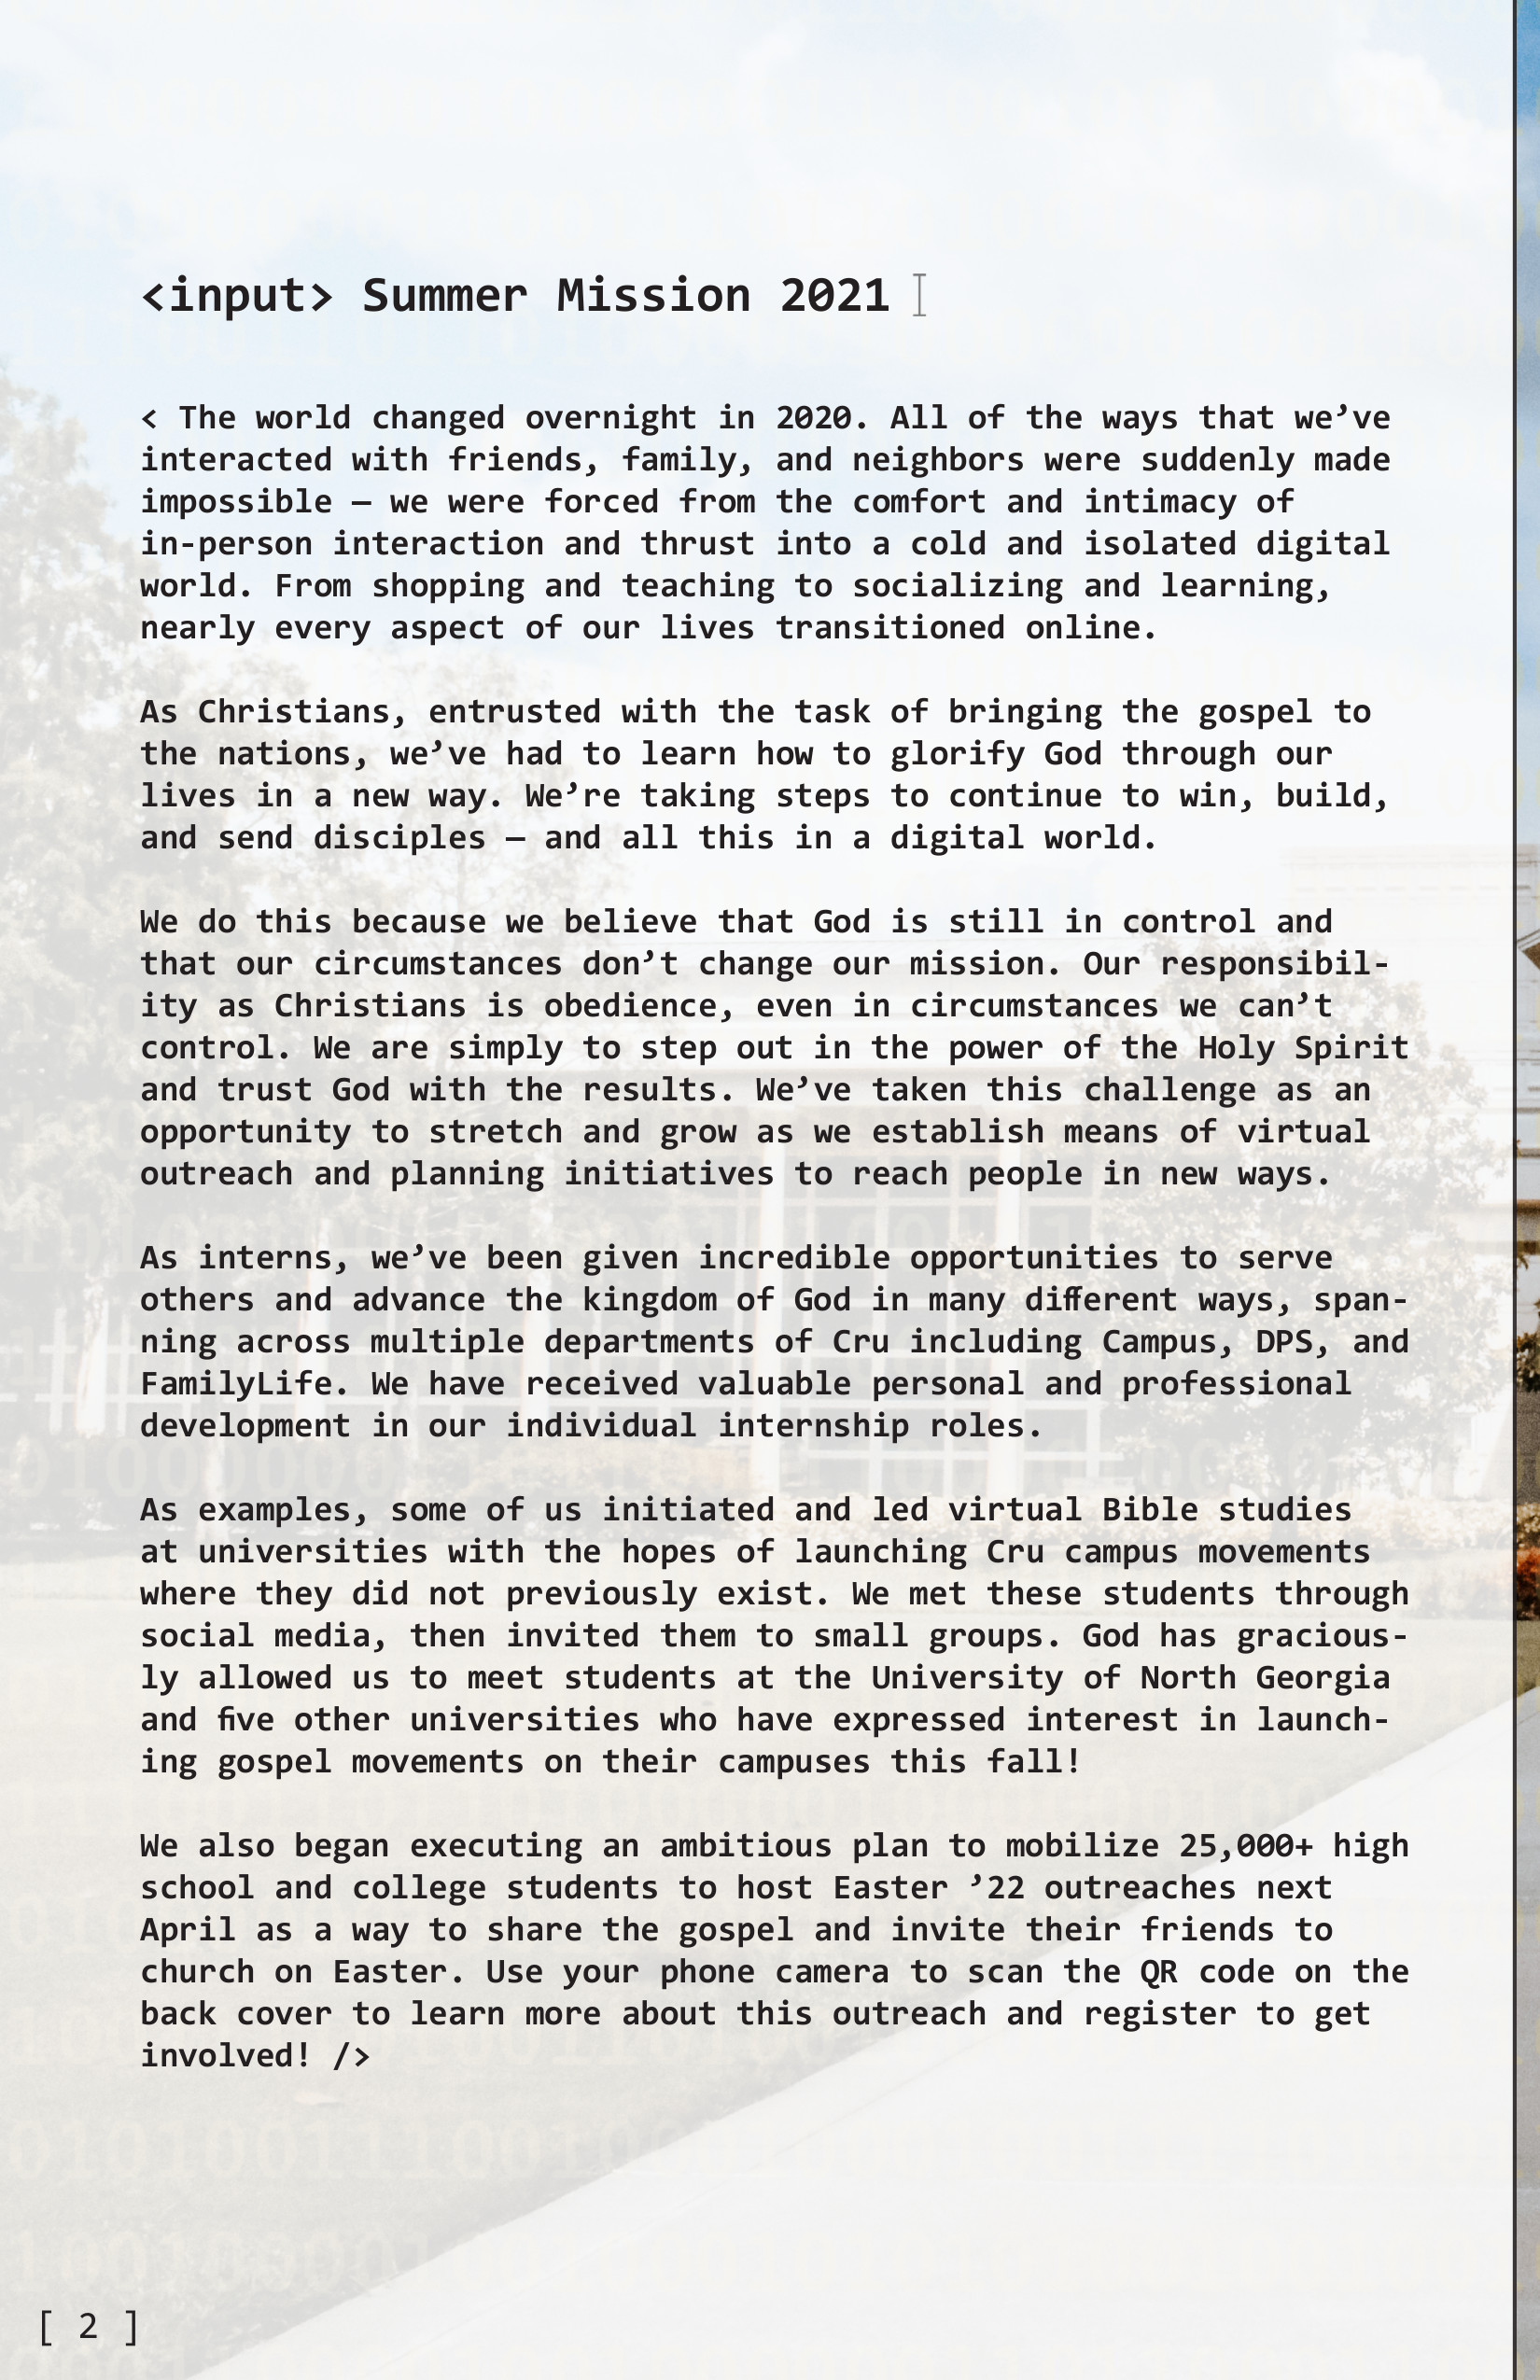 <input> Summer Mission 2021
< The world changed overnight in 2020. All of the ways that we’ve
interacted with friends, family, and neighbors were suddenly made
impossible – we were forced from the comfort and intimacy of
in-person interaction and thrust into a cold and isolated digital
world. From shopping and teaching to socializing and learning,
nearly every aspect of our lives transitioned online.
As Christians, entrusted with the task of bringing the gospel to
the nations, we’ve had to learn how to glorify God through our
lives in a new way. We’re taking steps to continue to win, build,
and send disciples – and all this in a digital world.
We do this because we believe that God is still in control and
that our circumstances don’t change our mission. Our responsibil-
ity as Christians is obedience, even in circumstances we can’t
control. We are simply to step out in the power of the Holy Spirit
and trust God with the results. We’ve taken this challenge as an
opportunity to stretch and grow as we establish means of virtual
outreach and planning initiatives to reach people in new ways.
As interns, we’ve been given incredible opportunities to serve
others and advance the kingdom of God in many different ways, span-
ning across multiple departments of Cru including Campus, DPS, and
FamilyLife. We have received valuable personal and professional
development in our individual internship roles.
As examples, some of us initiated and led virtual Bible studies
at universities with the hopes of launching Cru campus movements
where they did not previously exist. We met these students through
social media, then invited them to small groups. God has gracious-
ly allowed us to meet students at the University of North Georgia
and five other universities who have expressed interest in launch-
ing gospel movements on their campuses this fall!
We also began executing an ambitious plan to mobilize 25,000+ high
school and college students to host Easter ’22 outreaches next
April as a way to share the gospel and invite their friends to
church on Easter. Use your phone camera to scan the QR code on the
back cover to learn more about this outreach and register to get
involved! />
[ 2 ]